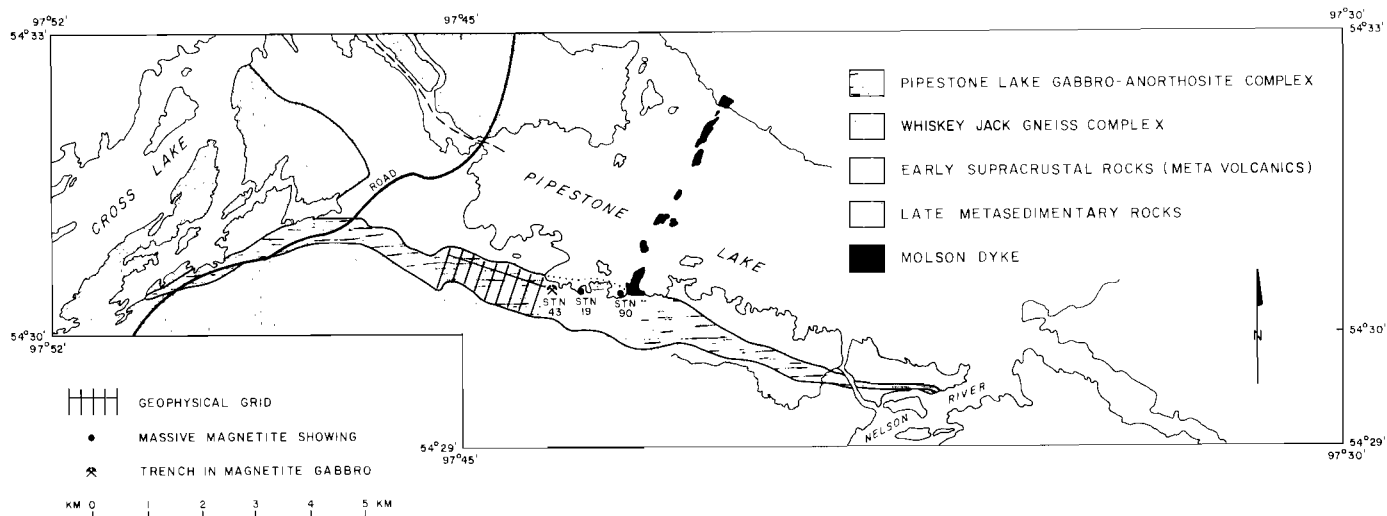 97°52'
97°45'
97°30'
54°33'
54°33'
PIPESTONE LAKE GABBRO-ANORTHOSITE COMPLEX
WHISKEY JACK GNEISS COMPLEX
EARLY SUPRACRUSTAL ROCKS (META VOLCANICS)
LATE METASEDIMENTARY ROCKS
MOLSON DYKE
CROSS LAKE
ROAD
PIPESTONE
LAKE
STN 43
STN 19
STN 90
N
54°30'
97°52'
54°30'
NELSON RIVER
54°29'
97°45'
54°29'
97°30'
GEOPHYSICAL GRID
MASSIVE MAGNETITE SHOWING
TRENCH IN MAGNETITE GABBRO
KM 0 1 2 3 4 5 KM